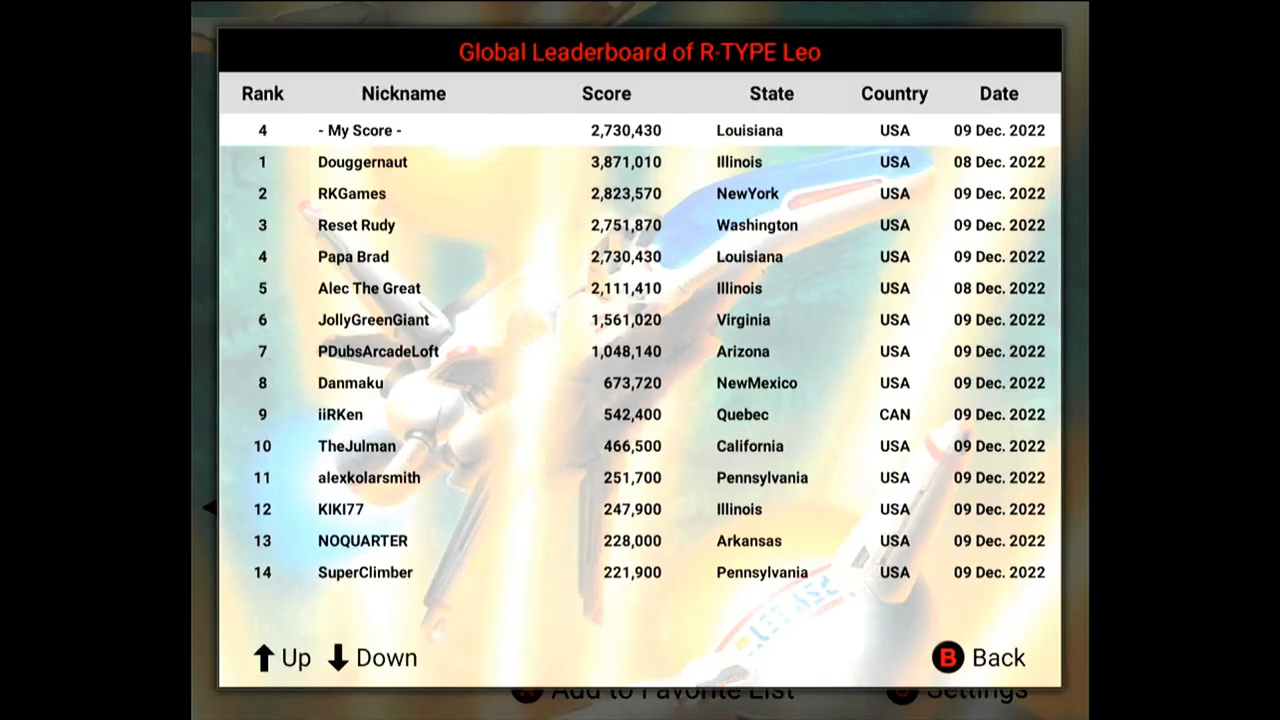 Global Leaderboard of R-TYPE Leo
Rank Nickname Score State Country Date
4 - My Score - 2,730,430 Louisiana USA 09 Dec. 2022
1 Douggernaut 3,871,010 Illinois USA 08 Dec. 2022
2 RKGames 2,823,570 NewYork USA 09 Dec. 2022
3 Reset Rudy 2,751,870 Washington USA 09 Dec. 2022
4 Papa Brad 2,730,430 Louisiana USA 09 Dec. 2022
5 Alec The Great 2,111,410 Illinois USA 08 Dec. 2022
6 JollyGreenGiant 1,561,020 Virginia USA 09 Dec. 2022
7 PDubsArcadeLoft 1,048,140 Arizona USA 09 Dec. 2022
8 Danmaku 673,720 NewMexico USA 09 Dec. 2022
9 iiRKen 542,400 Quebec CAN 09 Dec. 2022
10 TheJulman 466,500 California USA 09 Dec. 2022
11 alexkolarsmith 251,700 Pennsylvania USA 09 Dec. 2022
12 KIKI77 247,900 Illinois USA 09 Dec. 2022
13 NOQUARTER 228,000 Arkansas USA 09 Dec. 2022
14 SuperClimber 221,900 Pennsylvania USA 09 Dec. 2022
Up Down B Back
Add to Favorite List Settings